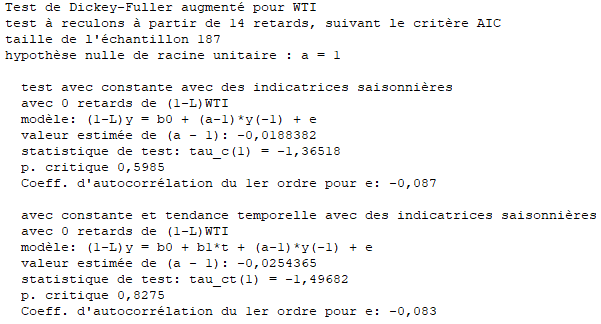 Test de Dickey-Fuller augmenté pour WTI
test à reculons à partir de 14 retards, suivant le critère AIC
taille de l'échantillon 187
hypothèse nulle de racine unitaire : a = 1
test avec constante avec des indicatrices saisonnières
avec 0 retards de (1-L)WTI
modèle: (1-L)y = b0 + (a-1)*y(-1) + e
valeur estimée de (a - 1): -0,0188382
statistique de test: tau_c(1) = -1,36518
p. critique 0,5985
Coeff. d'autocorrélation du 1er ordre pour e: -0,087
avec constante et tendance temporelle avec des indicatrices saisonnières
avec 0 retards de (1-L)WTI
modèle: (1-L)y = b0 + b1*t + (a-1)*y(-1) + e
valeur estimée de (a - 1): -0,0254365
statistique de test: tau_ct(1) = -1,49682
p. critique 0,8275
Coeff. d'autocorrélation du 1er ordre pour e: -0,083